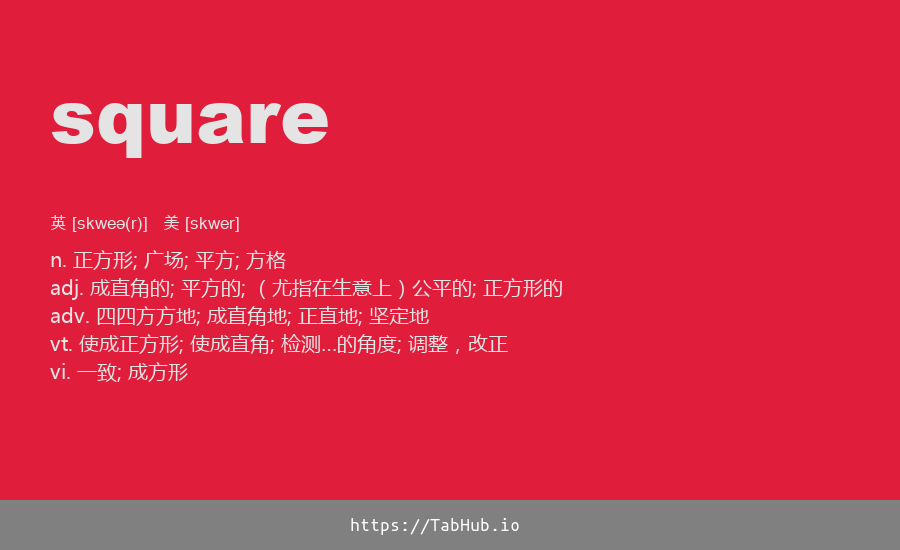 square
英 [skweə(r)]   美 [skwer]
n. 正方形; 广场; 平方; 方格
adj. 成直角的; 平方的; （尤指在生意上）公平的; 正方形的
adv. 四四方方地; 成直角地; 正直地; 坚定地
vt. 使成正方形; 使成直角; 检测...的角度; 调整，改正
vi. 一致; 成方形
https://TabHub.io